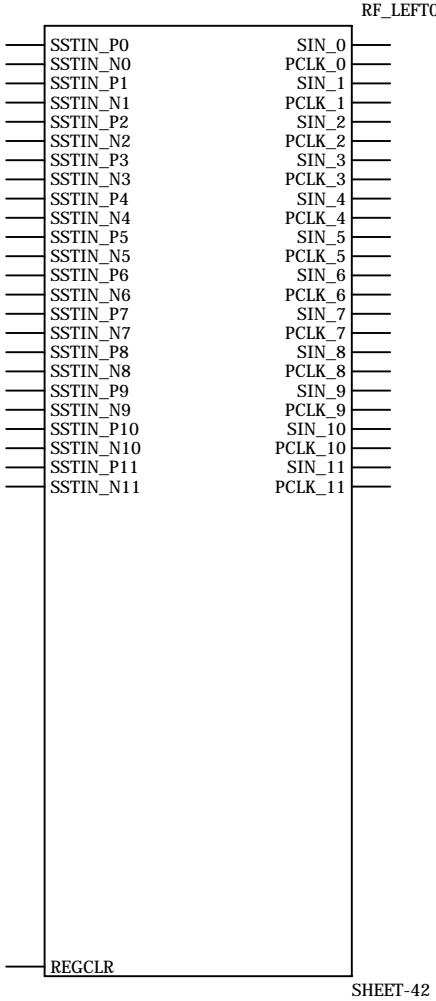 RF_LEFT0
SSTIN_P0 SIN_0
SSTIN_N0 PCLK_0
SSTIN_P1 SIN_1
SSTIN_N1 PCLK_1
SSTIN_P2 SIN_2
SSTIN_N2 PCLK_2
SSTIN_P3 SIN_3
SSTIN_N3 PCLK_3
SSTIN_P4 SIN_4
SSTIN_N4 PCLK_4
SSTIN_P5 SIN_5
SSTIN_N5 PCLK_5
SSTIN_P6 SIN_6
SSTIN_N6 PCLK_6
SSTIN_P7 SIN_7
SSTIN_N7 PCLK_7
SSTIN_P8 SIN_8
SSTIN_N8 PCLK_8
SSTIN_P9 SIN_9
SSTIN_N9 PCLK_9
SSTIN_P10 SIN_10
SSTIN_N10 PCLK_10
SSTIN_P11 SIN_11
SSTIN_N11 PCLK_11
REGCLR
SHEET-42